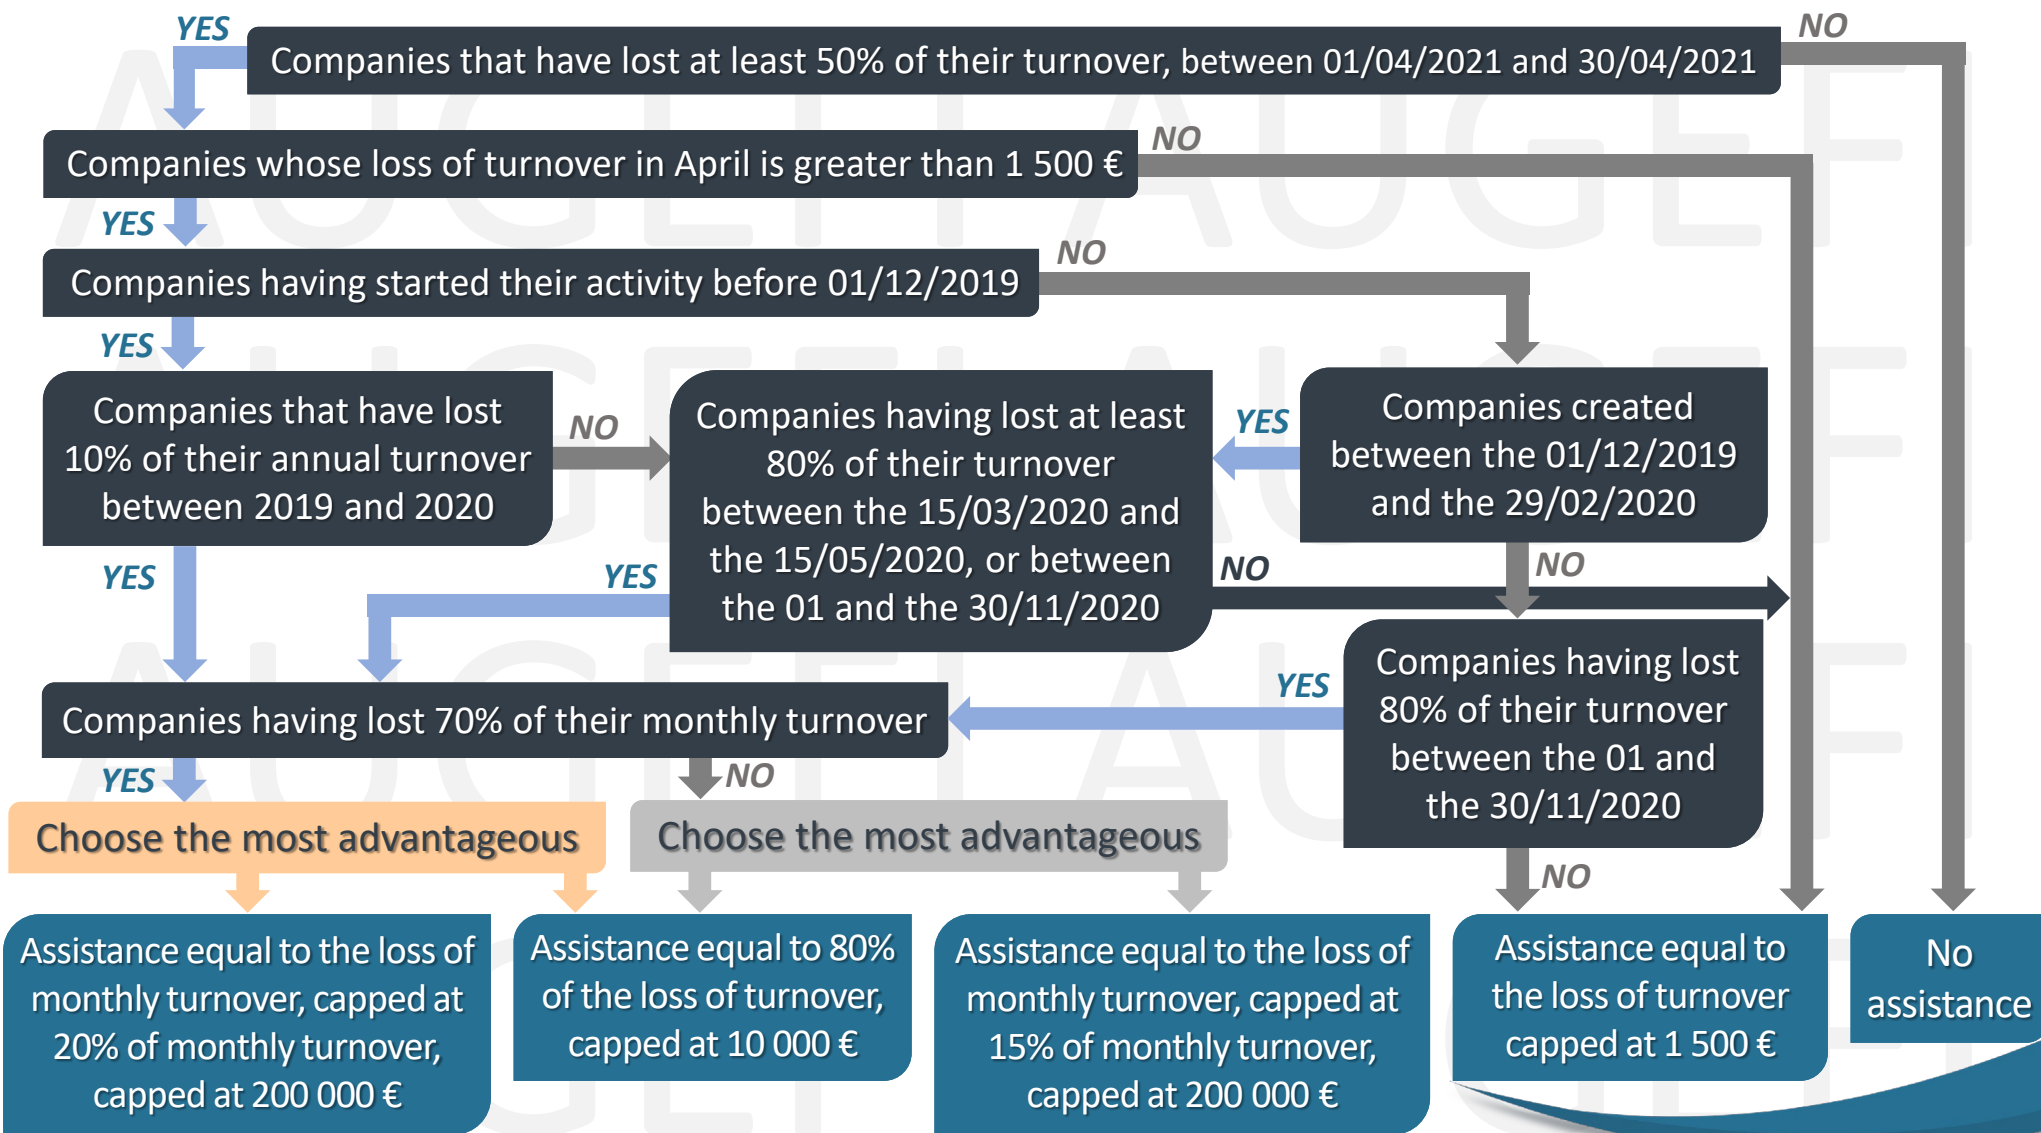 YES
NO
Companies that have lost at least 50% of their turnover, between 01/04/2021 and 30/04/2021
Companies whose loss of turnover in April is greater than 1 500 €
NO
YES
Companies having started their activity before 01/12/2019
NO
YES
Companies that have lost
10% of their annual turnover
between 2019 and 2020
NO
Companies having lost at least
80% of their turnover
between the 15/03/2020 and
the 15/05/2020, or between
the 01 and the 30/11/2020
YES
Companies created
between the 01/12/2019
and the 29/02/2020
YES
YES
NO
NO
Companies having lost 70% of their monthly turnover
YES
Companies having lost
80% of their turnover
between the 01 and
the 30/11/2020
YES
NO
Choose the most advantageous
Choose the most advantageous
NO
Assistance equal to the loss of
monthly turnover, capped at
20% of monthly turnover,
capped at 200 000 €
Assistance equal to 80%
of the loss of turnover,
capped at 10 000 €
Assistance equal to the loss of
monthly turnover, capped at
15% of monthly turnover,
capped at 200 000 €
Assistance equal to
the loss of turnover
capped at 1 500 €
No
assistance
AUGEFI AUGEFI
AUGEFI AUGEFI
AUGEFI AUGEFI
AUGEFI AUGEFI